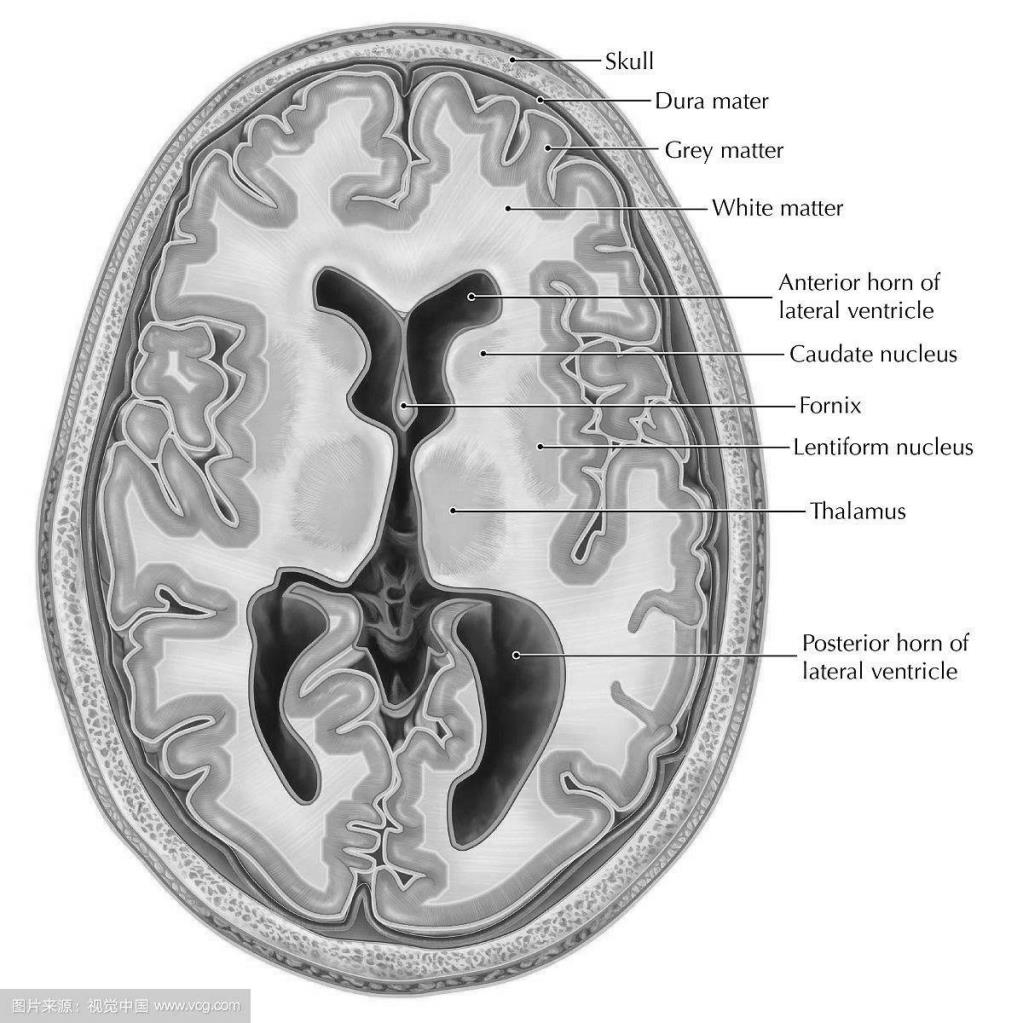 Skull
Dura mater
Grey matter
White matter
Anterior horn of
lateral ventricle
Caudate nucleus
Fornix
Lentiform nucleus
Thalamus
Posterior horn of
lateral ventricle
图片来源：视觉中国 www.vcg.com